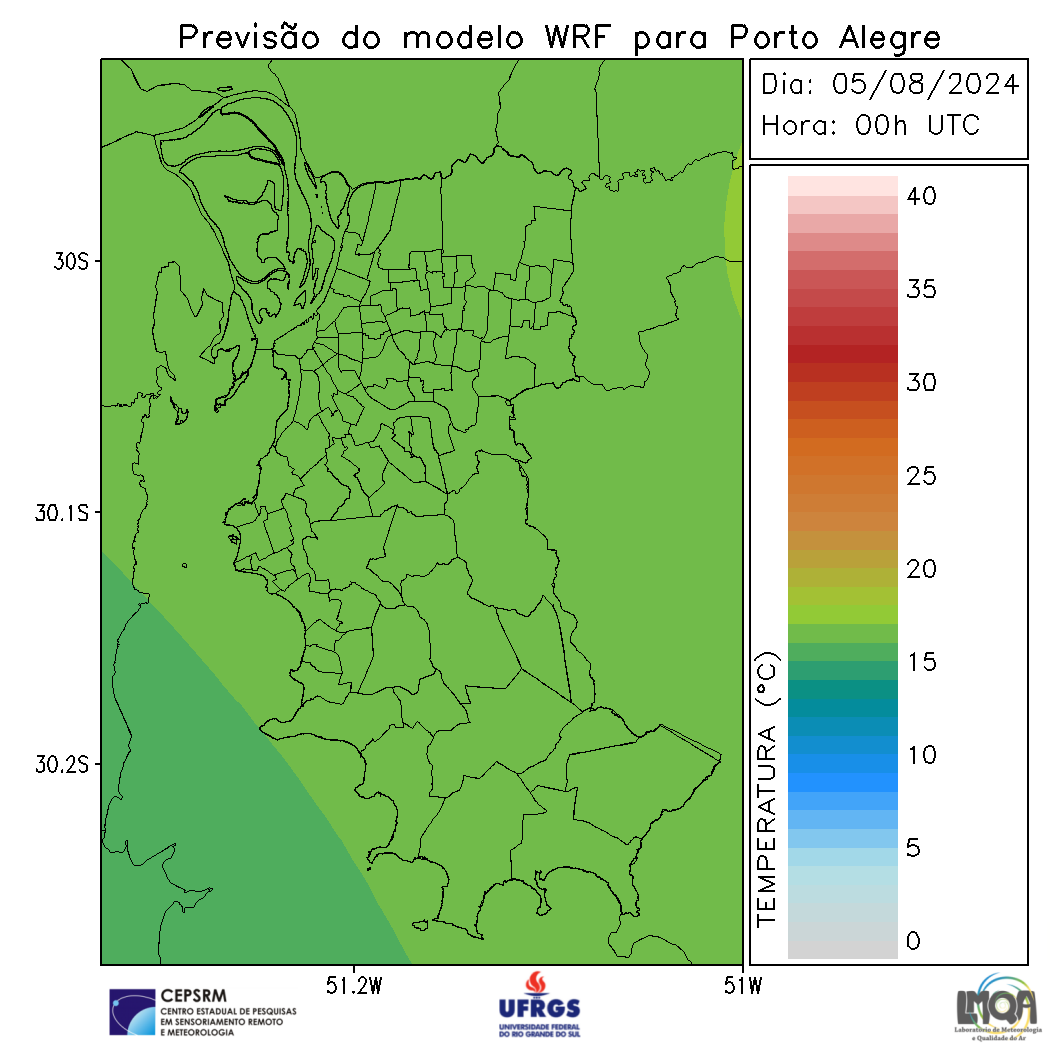 Previsão do modelo WRF para Porto Alegre
Dia: 05/08/2024
Hora: 00h UTC
40
35
30
25
20
15
10
5
0
TEMPERATURA (°C)
30S
30.1S
30.2S
51.2W
51W
CEPSRM
CENTRO ESTADUAL DE PESQUISAS
EM SENSORIAMENTO REMOTO
E METEOROLOGIA
UFRGS
UNIVERSIDADE FEDERAL
DO RIO GRANDE DO SUL
LMQA
Laboratório de Meteorologia
e Qualidade do Ar